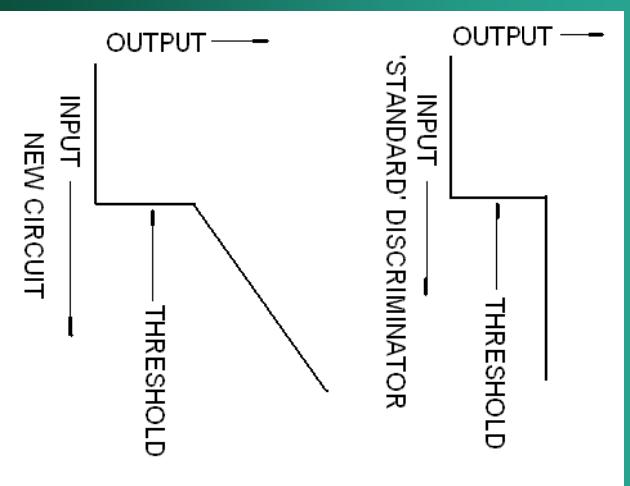 OUTPUT
INPUT
NEW CIRCUIT
THRESHOLD
OUTPUT
INPUT
'STANDARD' DISCRIMINATOR
THRESHOLD